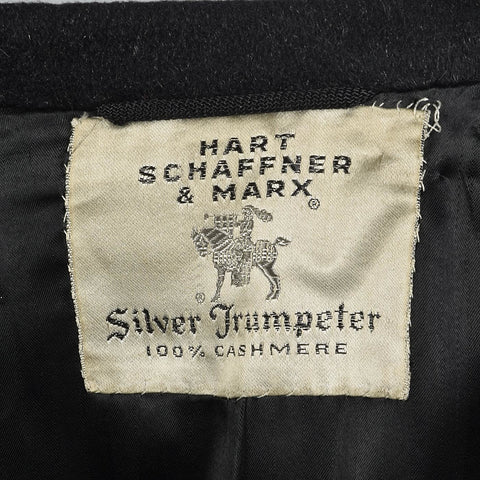 HART
SCHAFFNER
& MARX®
®
Silver Trumpeter
100% CASHMERE